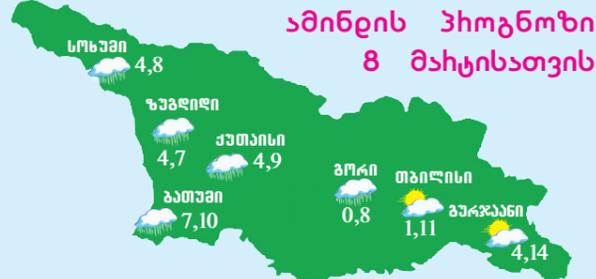 ამინდის პროგნოზი
8 მარტისათვის
სოხუმი
4,8
ზუგდიდი
4,7
ქუთაისი
4,9
ბათუმი
7,10
გორი
0,8
თბილისი
1,11
გურჯაანი
4,14